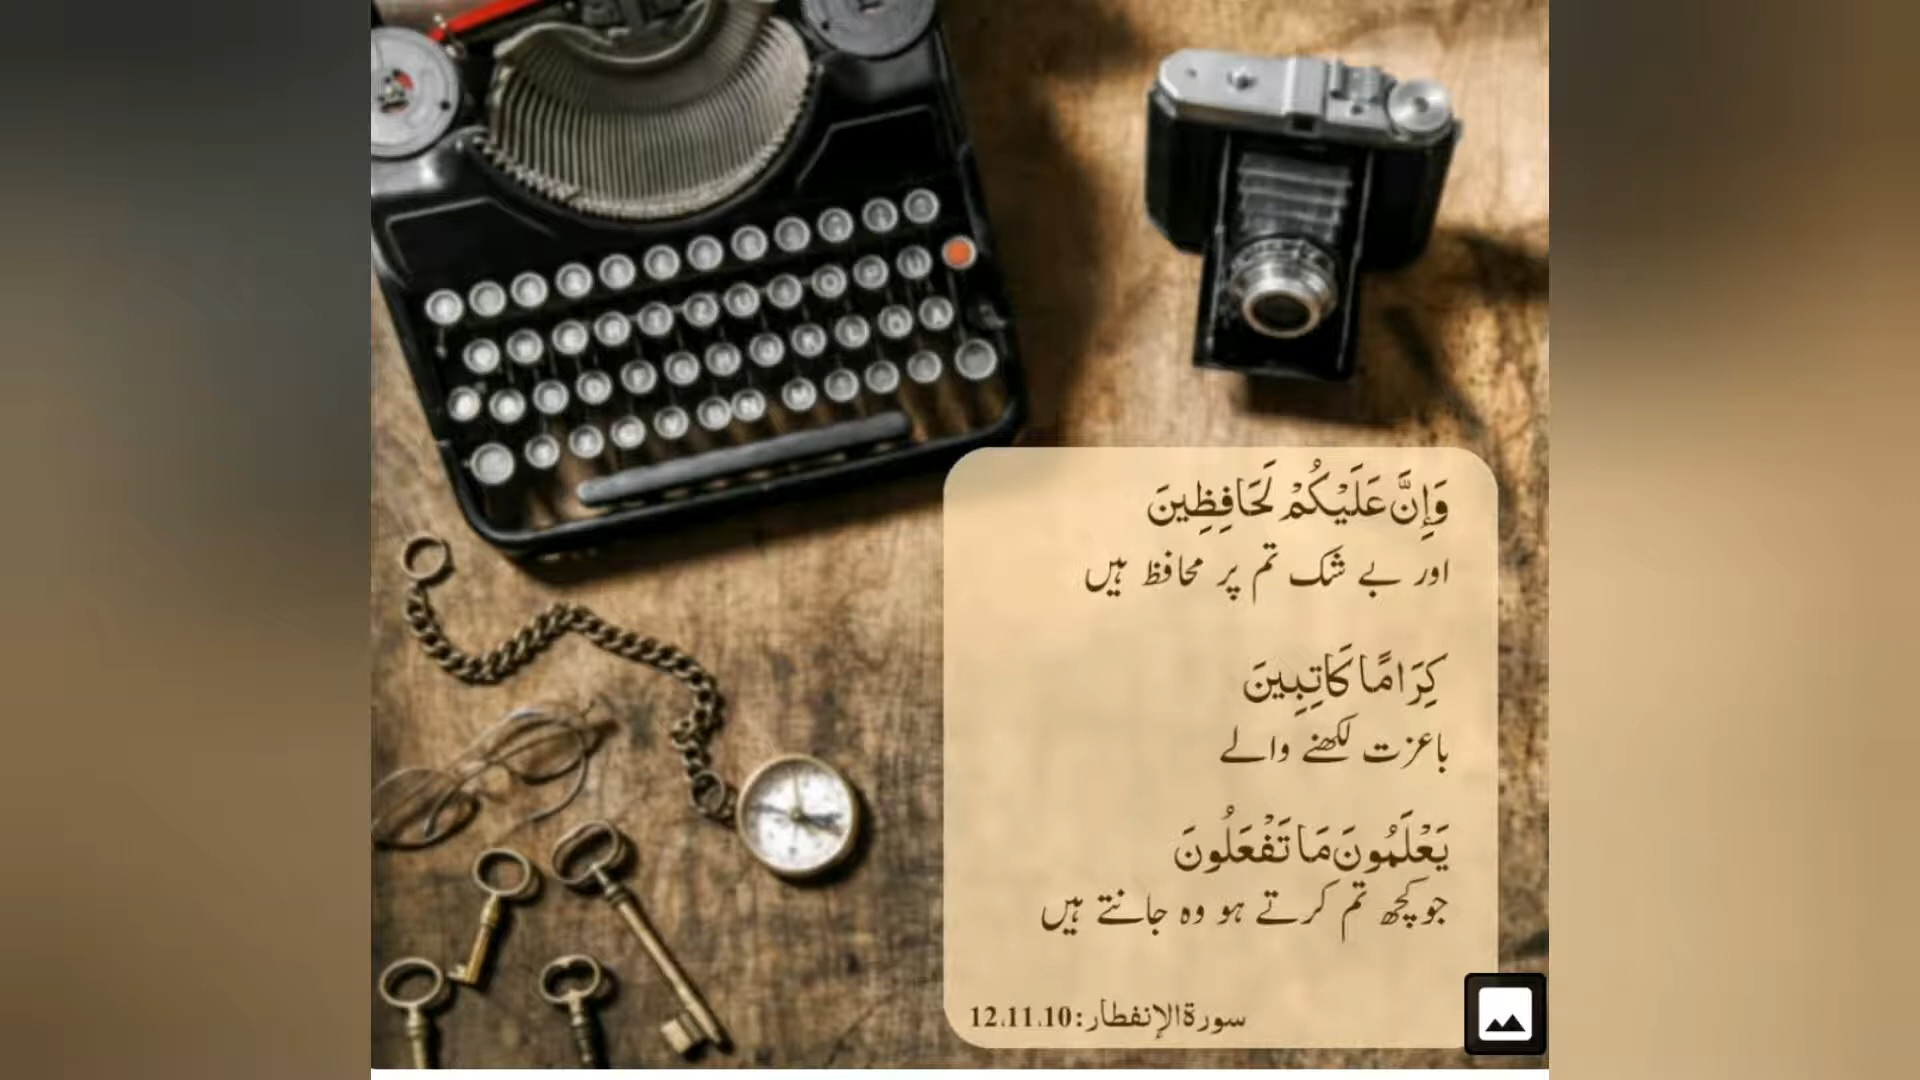 وَإِنَّ عَلَيْكُمْ لَحَافِظِينَ
اور بے شک تم پر محافظ ہیں
كِرَامًا كَاتِبِينَ
باعزت لکھنے والے
يَعْلَمُونَ مَا تَفْعَلُونَ
جو کچھ تم کرتے ہو وہ جانتے ہیں
سورة الإنفطار: 12،11،10